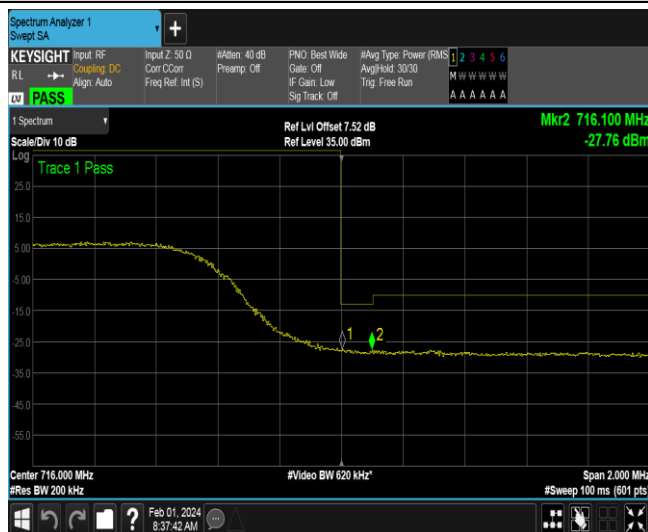 Spectrum Analyzer 1
Swept SA
+
KEYSIGHT Input: RF Input Z: 50 Ω #Atten: 40 dB PNO: Best Wide #Avg Type: Power (RMS 1 2 3 4 5 6
RL Coupling: DC Corr CCorr Preamp: Off Gate: Off Avg|Hold: 30/30 M W W W W W
Align: Auto Freq Ref: Int (S) IF Gain: Low Trig: Free Run
LXI PASS Sig Track: Off A A A A A A
1 Spectrum Ref Lvl Offset 7.52 dB Mkr2 716.100 MHz
Scale/Div 10 dB Ref Level 35.00 dBm -27.76 dBm
Log
Trace 1 Pass
25.0
15.0
5.00
-5.00
-15.0
1 2
-25.0
-35.0
-45.0
-55.0
Center 716.000 MHz #Video BW 620 kHz* Span 2.000 MHz
#Res BW 200 kHz #Sweep 100 ms (601 pts)
? Feb 01, 2024
8:37:42 AM